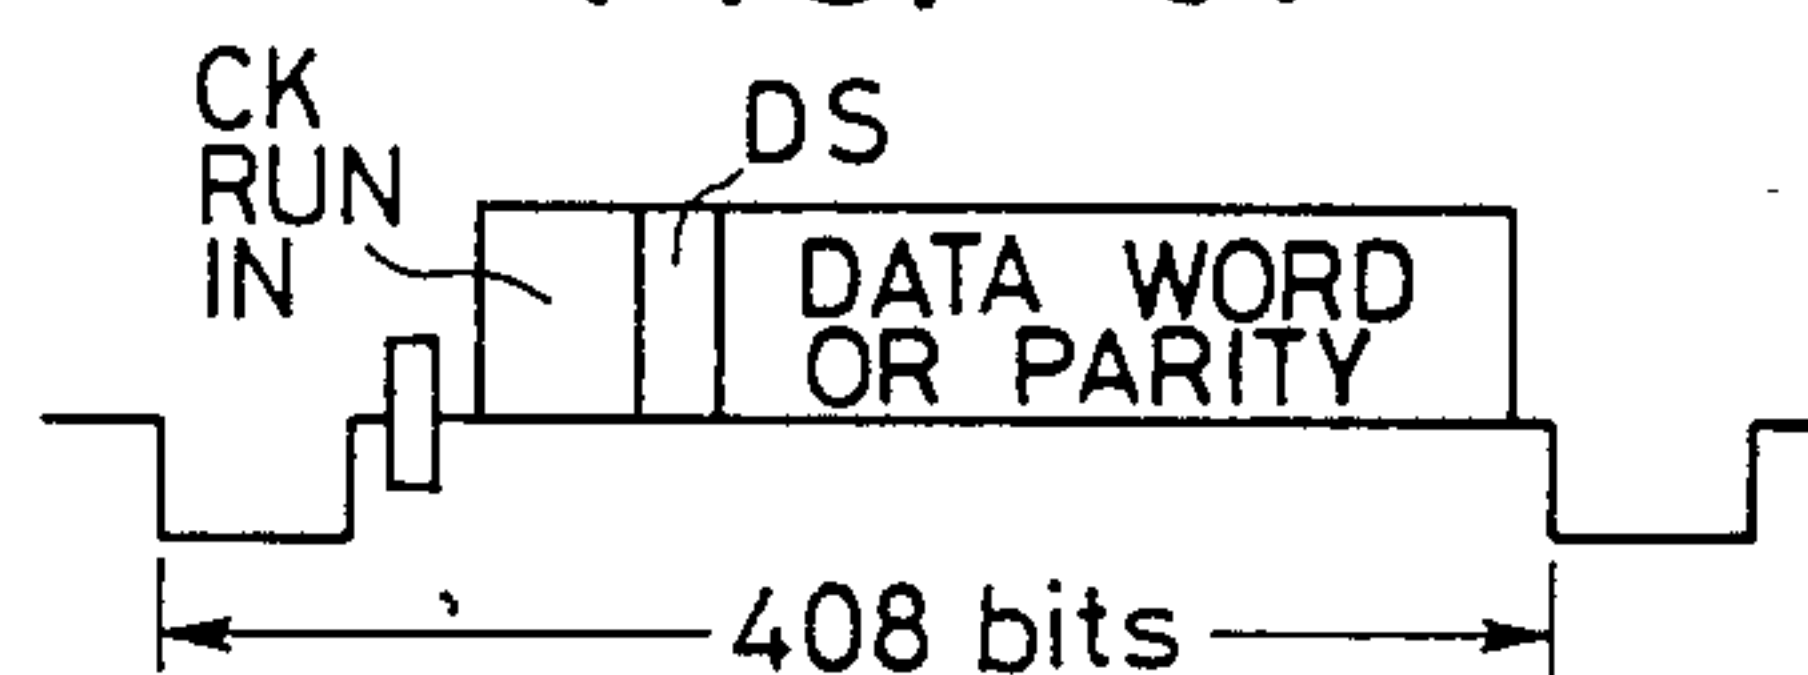 CK
RUN
IN
DS
DATA WORD
OR PARITY
408 bits